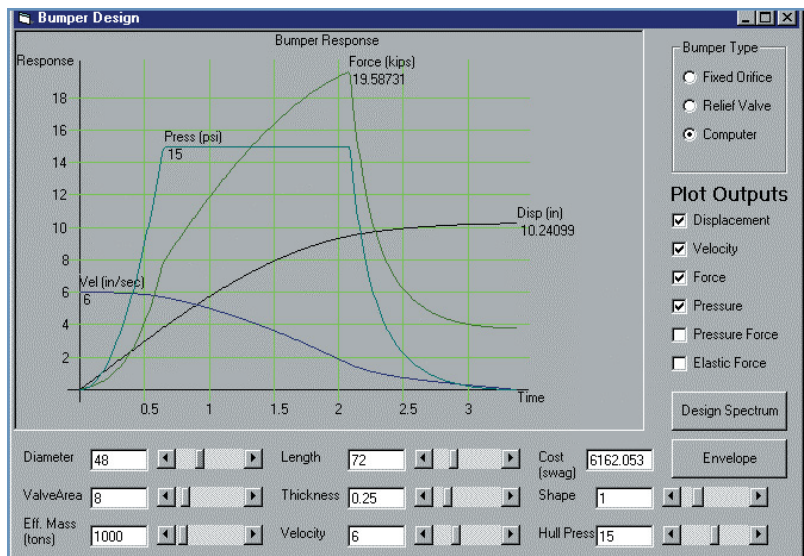 Bumper Design
Bumper Response
Response
Force (kips)
19.58731
18
16
14
12
10
8
6
4
2
Press (psi)
15
Disp (in)
10.24099
Vel (in/sec)
6
Time
0.5 1 1.5 2 2.5 3
Bumper Type
Fixed Orifice
Relief Valve
Computer
Plot Outputs
Displacement
Velocity
Force
Pressure
Pressure Force
Elastic Force
Design Spectrum
Envelope
Diameter 48
Length 72
Cost (swag) 6162.053
ValveArea 8
Thickness 0.25
Shape 1
Eff. Mass (tons) 1000
Velocity 6
Hull Press 15